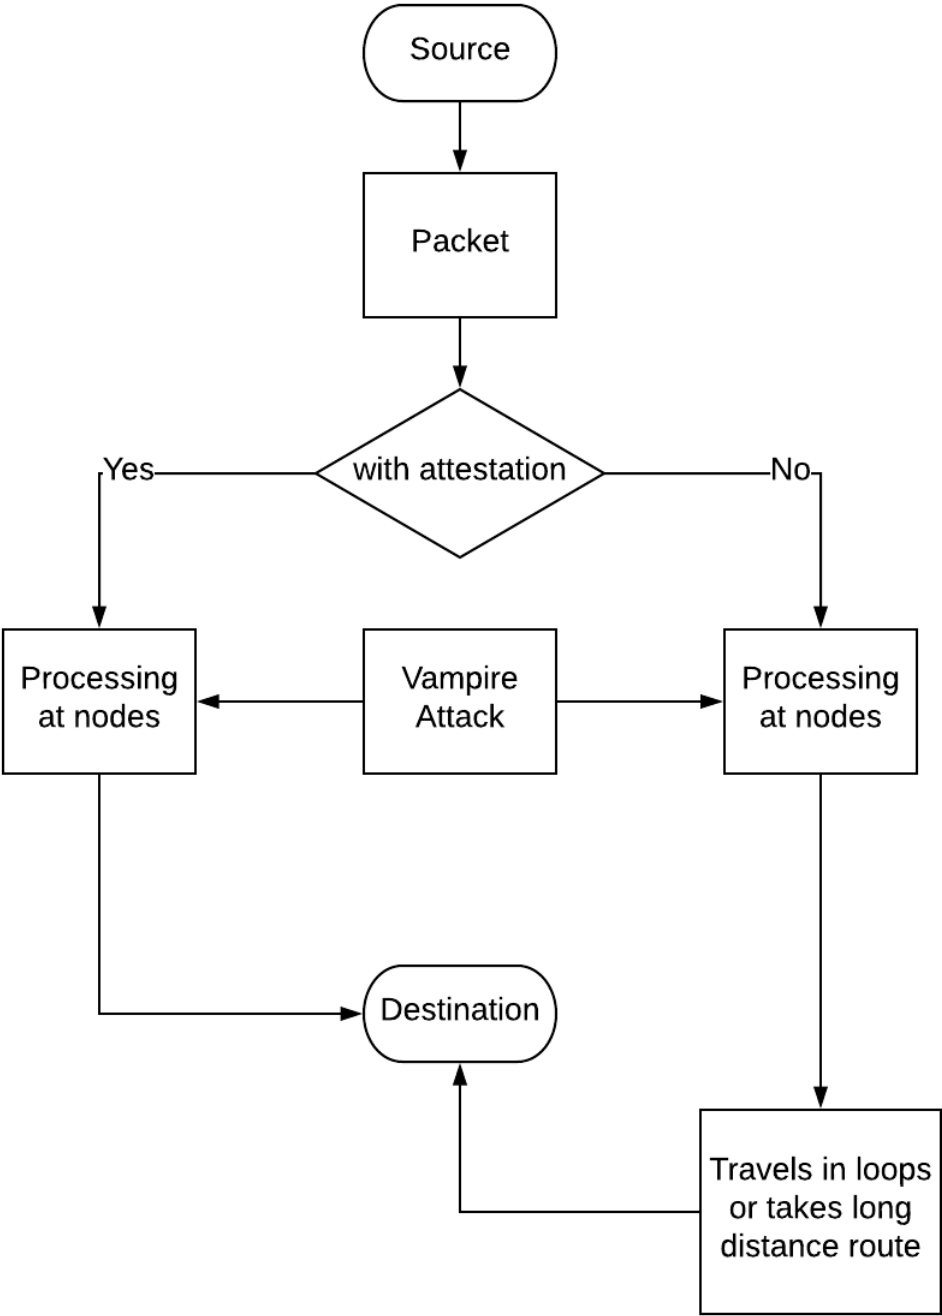 Source
Packet
with attestation
Yes
No
Processing
at nodes
Vampire
Attack
Processing
at nodes
Destination
Travels in loops
or takes long
distance route